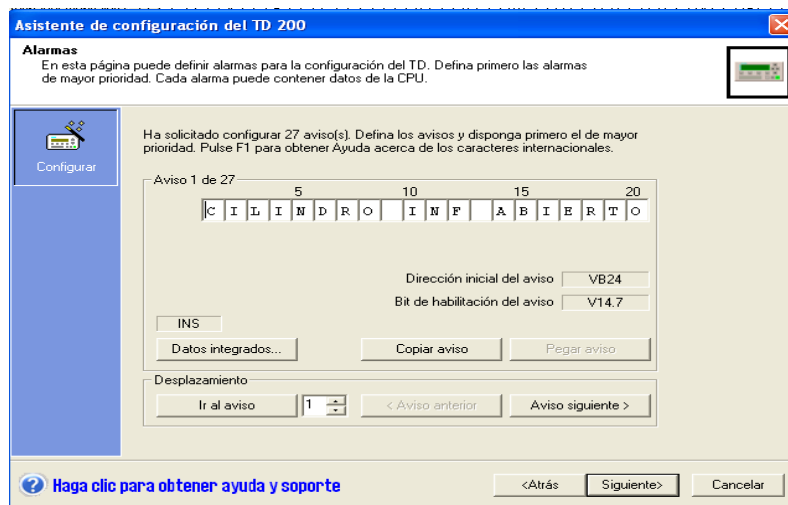 Asistente de configuración del TD 200
Alarmas
En esta página puede definir alarmas para la configuración del TD. Defina primero las alarmas
de mayor prioridad. Cada alarma puede contener datos de la CPU.
Configurar
Ha solicitado configurar 27 aviso(s). Defina los avisos y disponga primero el de mayor
prioridad. Pulse F1 para obtener Ayuda acerca de los caracteres internacionales.
Aviso 1 de 27
5 10 15 20
CILINDRO INF ABIERTO
Dirección inicial del aviso VB24
Bit de habilitación del aviso V14.7
INS
Datos integrados... Copiar aviso Pegar aviso
Desplazamiento
Ir al aviso 1 < Aviso anterior Aviso siguiente >
Haga clic para obtener ayuda y soporte <Atrás Siguiente> Cancelar